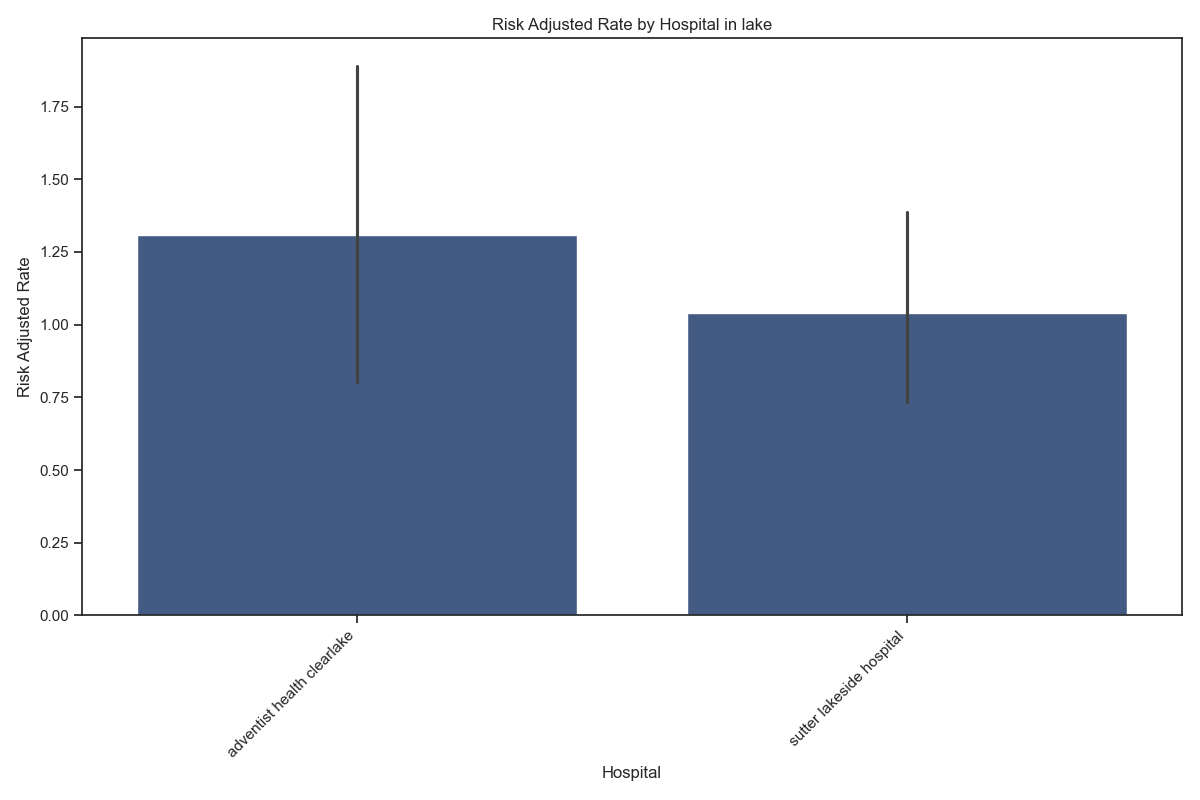 Risk Adjusted Rate by Hospital in lake
Risk Adjusted Rate
1.75
1.50
1.25
1.00
0.75
0.50
0.25
0.00
adventist health clearlake
sutter lakeside hospital
Hospital